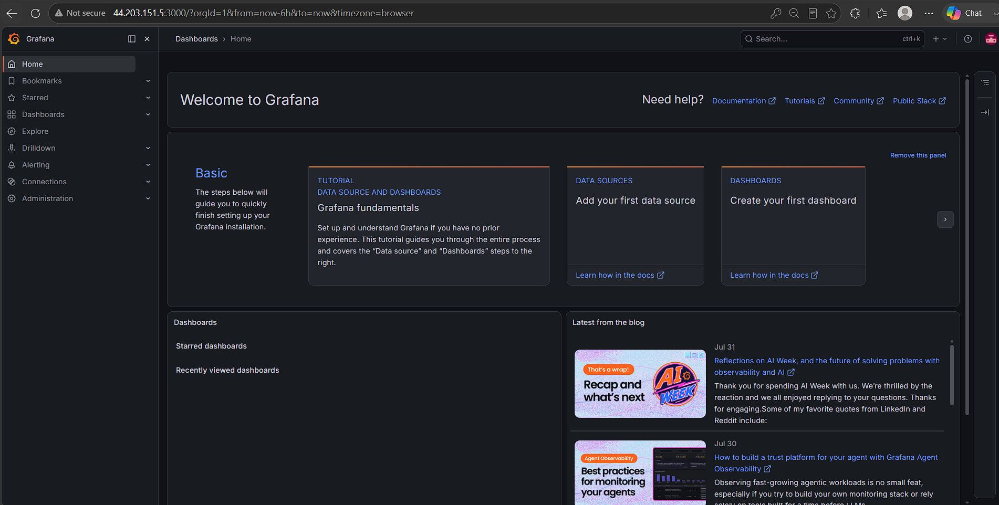 Not secure 44.203.151.5:3000/?orgId=1&from=now-6h&to=now&timezone=browser Chat
Grafana
Dashboards › Home
Search... ctrl+k
Home
Bookmarks
Starred
Dashboards
Explore
Drilldown
Alerting
Connections
Administration
Welcome to Grafana
Need help? Documentation Tutorials Community Public Slack
Remove this panel
Basic
The steps below will
guide you to quickly
finish setting up your
Grafana installation.
TUTORIAL
DATA SOURCE AND DASHBOARDS
Grafana fundamentals
Set up and understand Grafana if you have no prior
experience. This tutorial guides you through the entire process
and covers the “Data source” and “Dashboards” steps to the
right.
DATA SOURCES
Add your first data source
Learn how in the docs
DASHBOARDS
Create your first dashboard
Learn how in the docs
Dashboards
Starred dashboards
Recently viewed dashboards
Latest from the blog
That's a wrap!
Recap and
what's next
AI
WEEK
Jul 31
Reflections on AI Week, and the future of solving problems with
observability and AI
Thank you for spending AI Week with us. We’re thrilled by the
reaction and we all enjoyed replying to your questions. Thanks
for engaging.Some of my favorite quotes from LinkedIn and
Reddit include:
Agent Observability
Best practices
for monitoring
your agents
Jul 30
How to build a trust platform for your agent with Grafana Agent
Observability
Observing fast-growing agentic workloads is no small feat,
especially if you try to build your own monitoring stack or rely
solely on tools built for a time before LLMs.